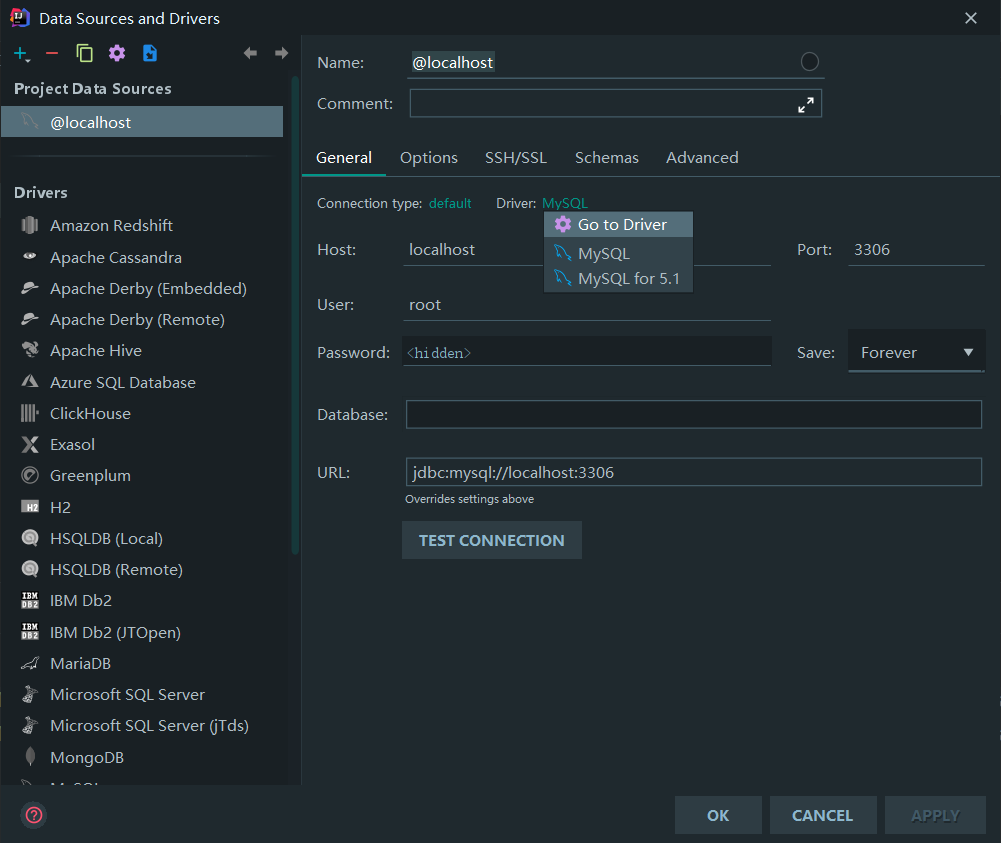 Data Sources and Drivers
Project Data Sources
@localhost
Drivers
Amazon Redshift
Apache Cassandra
Apache Derby (Embedded)
Apache Derby (Remote)
Apache Hive
Azure SQL Database
ClickHouse
Exasol
Greenplum
H2
HSQLDB (Local)
HSQLDB (Remote)
IBM Db2
IBM Db2 (JTOpen)
MariaDB
Microsoft SQL Server
Microsoft SQL Server (jTds)
MongoDB
MySQL
Name: @localhost
Comment:
General Options SSH/SSL Schemas Advanced
Connection type: default Driver: MySQL
Go to Driver
MySQL
MySQL for 5.1
Host: localhost Port: 3306
User: root
Password: <hidden> Save: Forever
Database:
URL: jdbc:mysql://localhost:3306
Overrides settings above
TEST CONNECTION
OK CANCEL APPLY